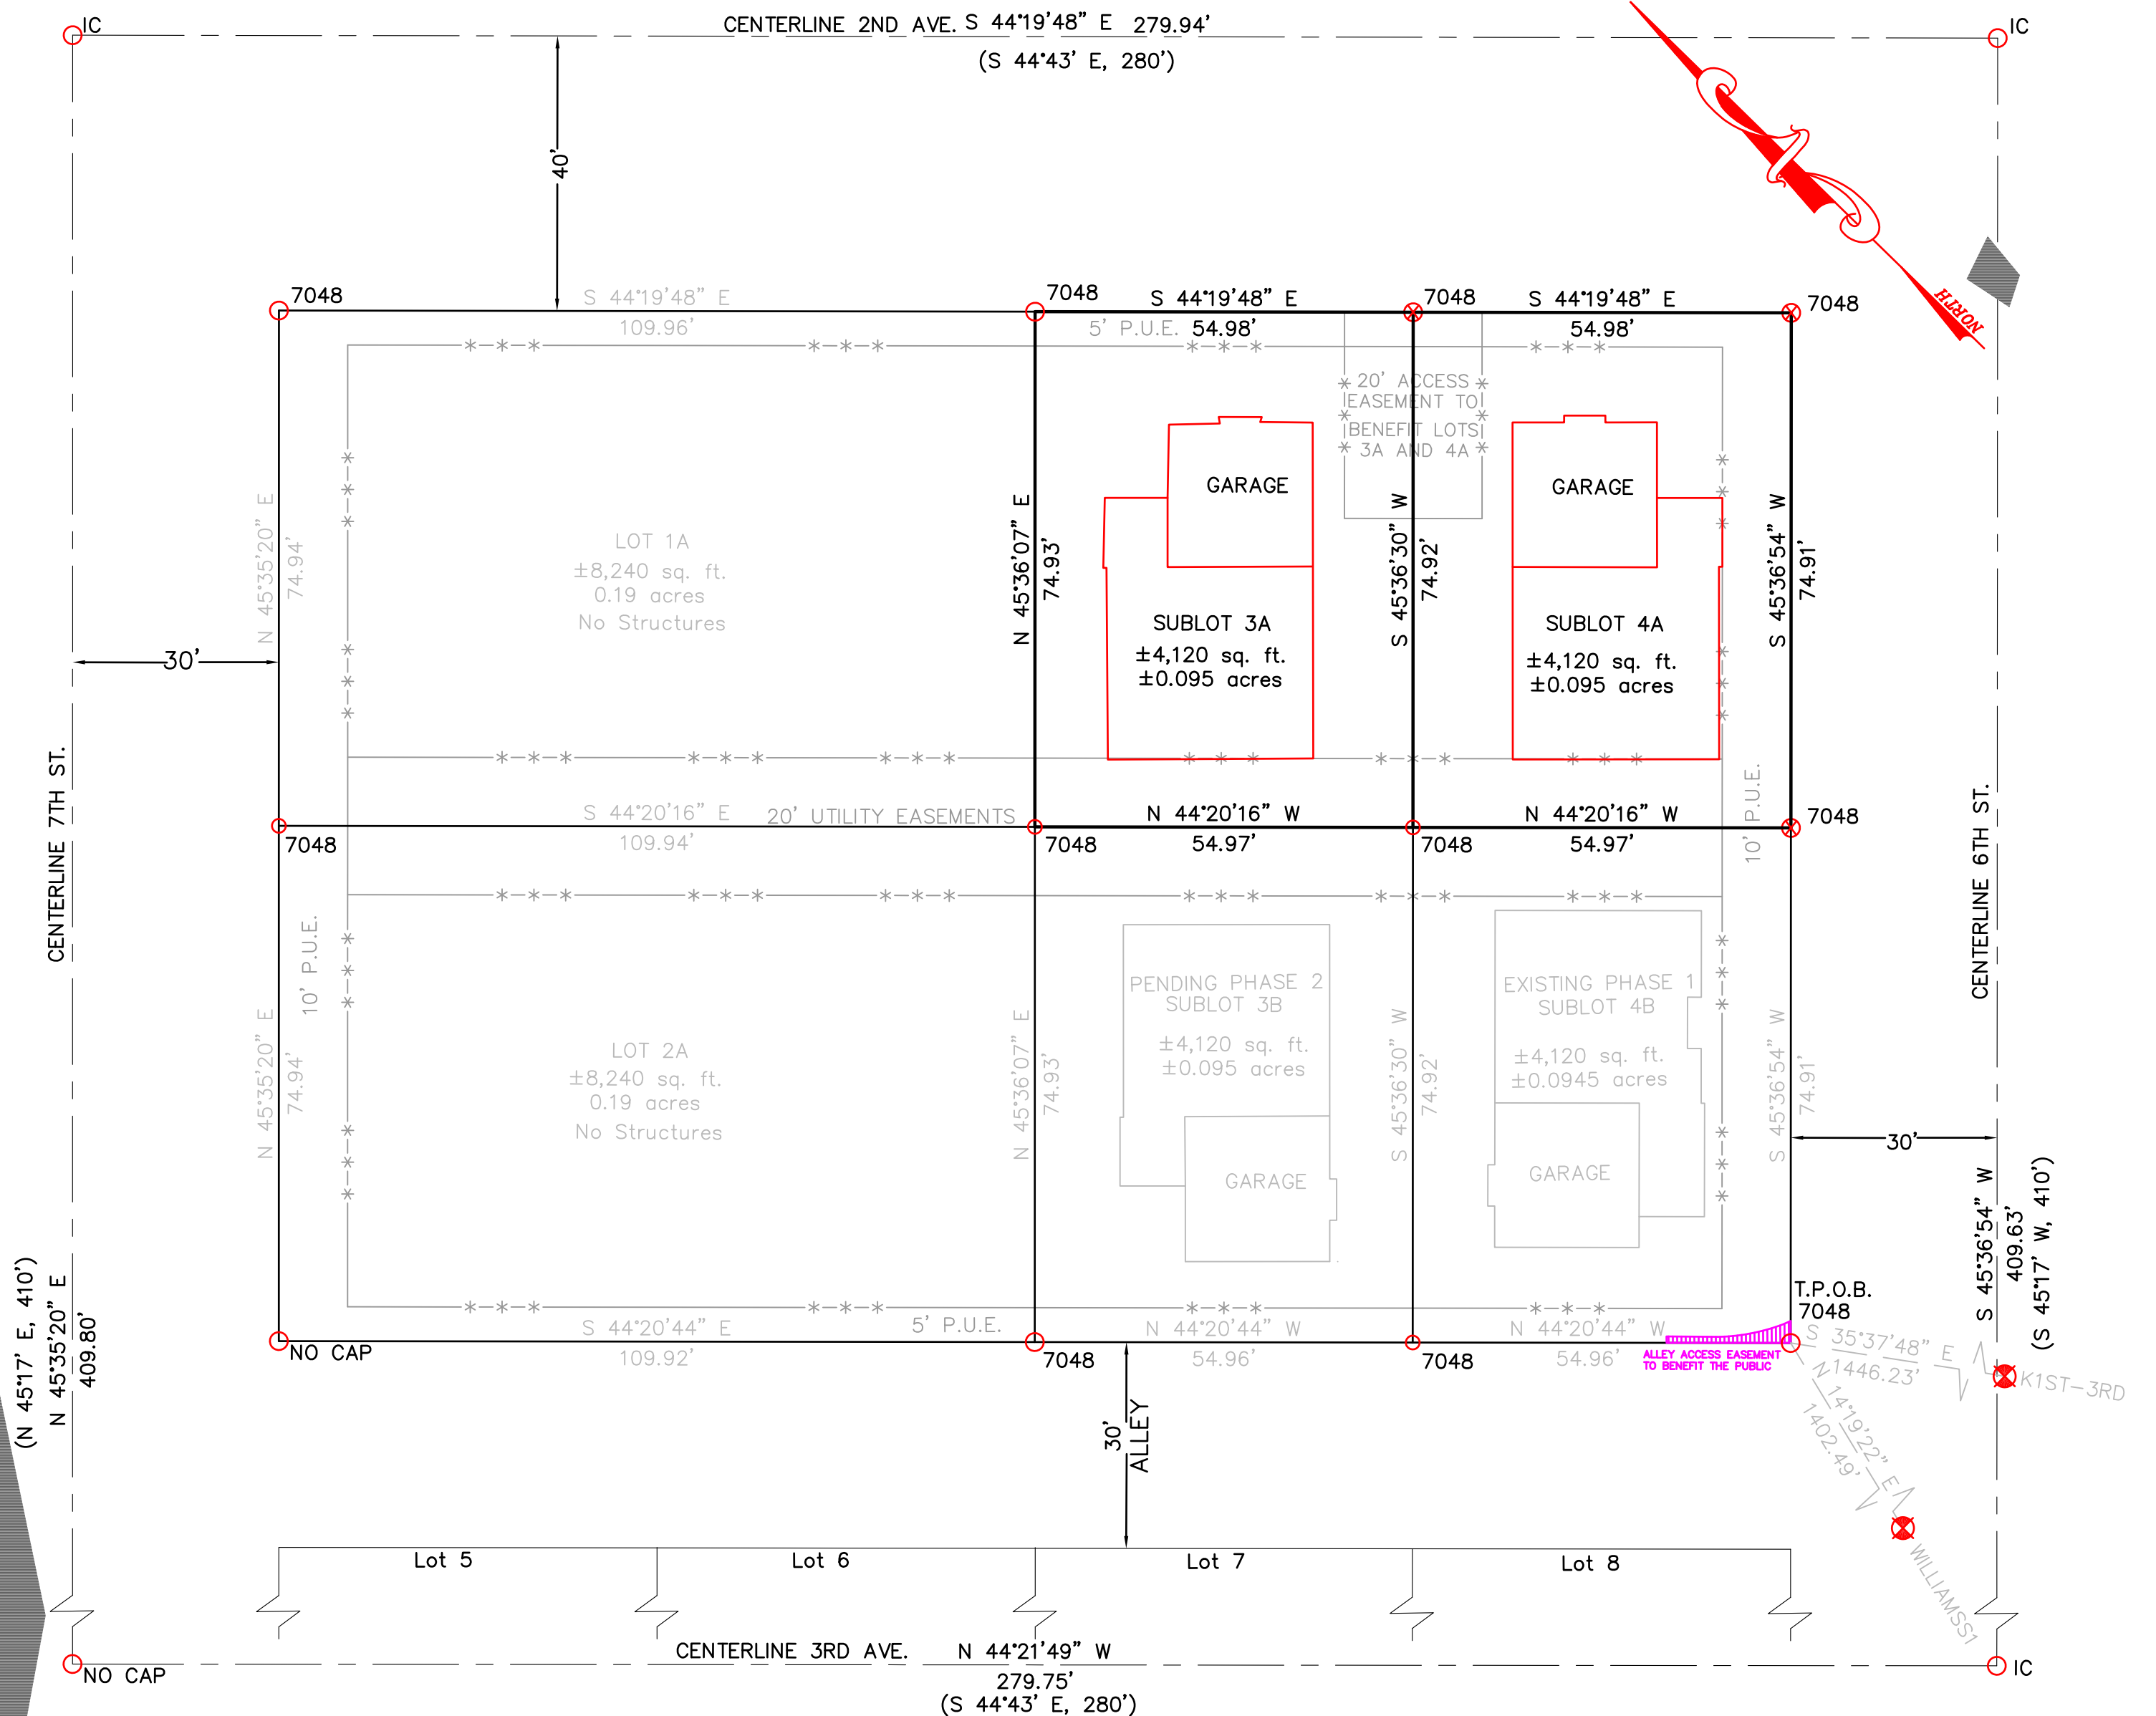 IC
CENTERLINE 2ND AVE. S 44°19'48" E 279.94'
(S 44°43' E, 280')
IC
40'
NORTH
7048
S 44°19'48" E
109.96'
7048
S 44°19'48" E
5' P.U.E. 54.98'
7048
S 44°19'48" E
54.98'
7048
20' ACCESS
EASEMENT TO
BENEFIT LOTS
3A AND 4A
GARAGE
GARAGE
N 45°35'20" E
74.94'
LOT 1A
±8,240 sq. ft.
0.19 acres
No Structures
N 45°36'07" E
74.93'
SUBLOT 3A
±4,120 sq. ft.
±0.095 acres
S 45°36'30" W
74.92'
SUBLOT 4A
±4,120 sq. ft.
±0.095 acres
S 45°36'54" W
74.91'
30'
CENTERLINE 7TH ST.
CENTERLINE 6TH ST.
10' P.U.E.
S 44°20'16" E
109.94'
20' UTILITY EASEMENTS
N 44°20'16" W
54.97'
N 44°20'16" W
54.97'
7048
7048
7048
7048
7048
10' P.U.E.
N 45°35'20" E
74.94'
LOT 2A
±8,240 sq. ft.
0.19 acres
No Structures
N 45°36'07" E
74.93'
PENDING PHASE 2
SUBLOT 3B
±4,120 sq. ft.
±0.095 acres
GARAGE
S 45°36'30" W
74.92'
EXISTING PHASE 1
SUBLOT 4B
±4,120 sq. ft.
±0.0945 acres
GARAGE
S 45°36'54" W
74.91'
30'
S 45°36'54" W
409.63'
(S 45°17' W, 410')
(N 45°17' E, 410')
N 45°35'20" E
409.80'
T.P.O.B.
7048
NO CAP
S 44°20'44" E
109.92'
5' P.U.E.
7048
N 44°20'44" W
54.96'
7048
N 44°20'44" W
54.96'
ALLEY ACCESS EASEMENT
TO BENEFIT THE PUBLIC
S 35°37'48" E
1446.23'
K1ST-3RD
N 14°19'22" E
1402.49'
WILLIAMSS1
30'
ALLEY
Lot 5
Lot 6
Lot 7
Lot 8
CENTERLINE 3RD AVE. N 44°21'49" W
279.75'
(S 44°43' E, 280')
NO CAP
IC